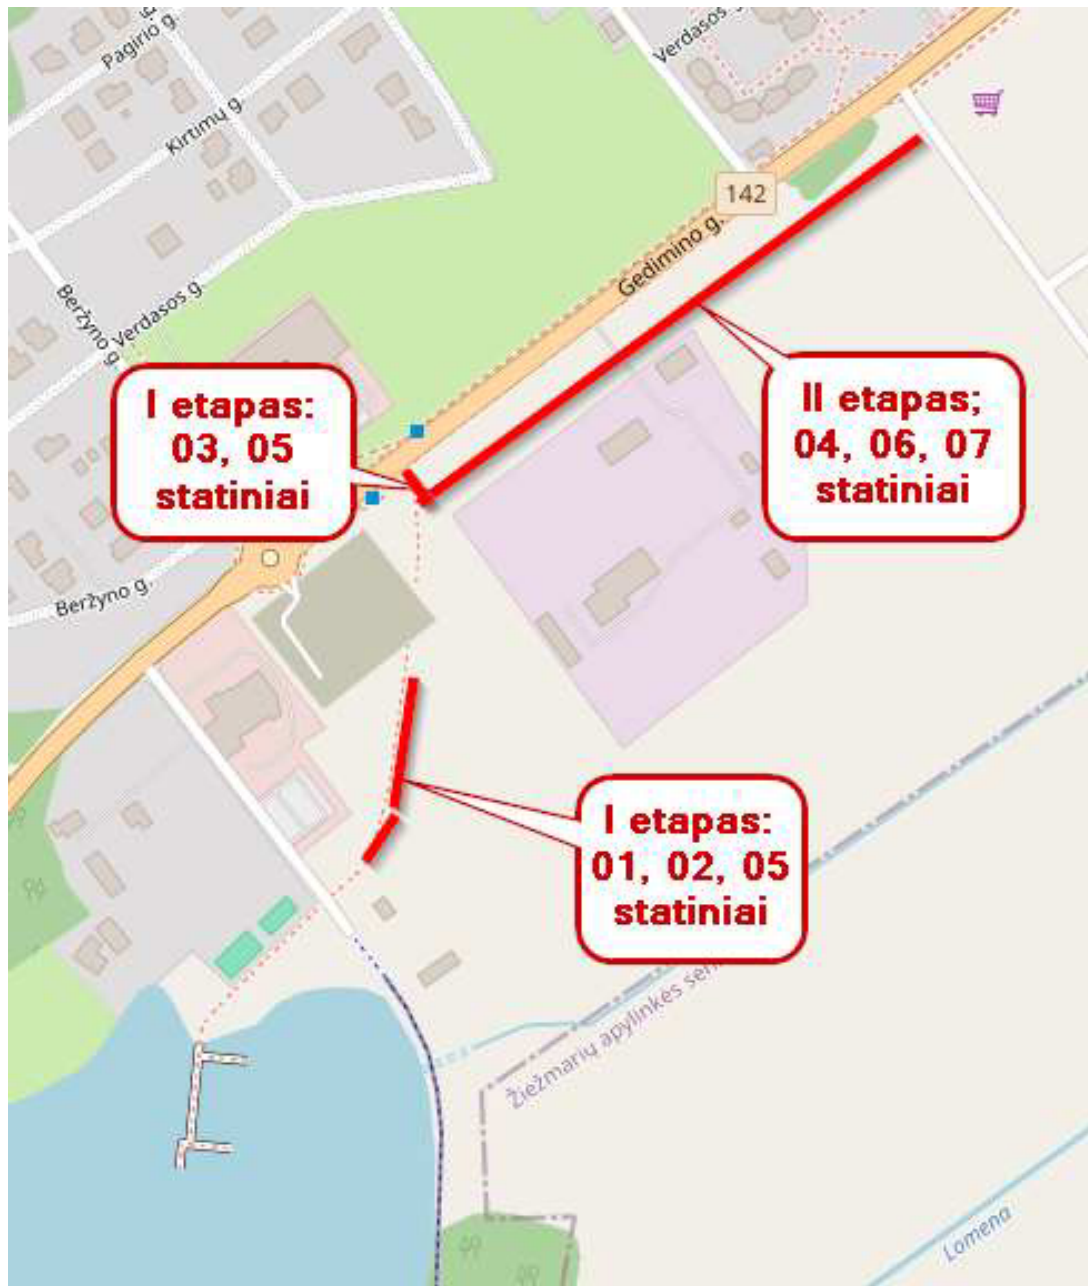 Pagirio g.
Verdasos g.
Kirtimų g.
142
Gedimino g.
Beržyno g.
Verdasos g.
I etapas:
03, 05
statiniai
II etapas;
04, 06, 07
statiniai
Beržyno g.
I etapas:
01, 02, 05
statiniai
Žiežmarių apylinkės sen
Lomena